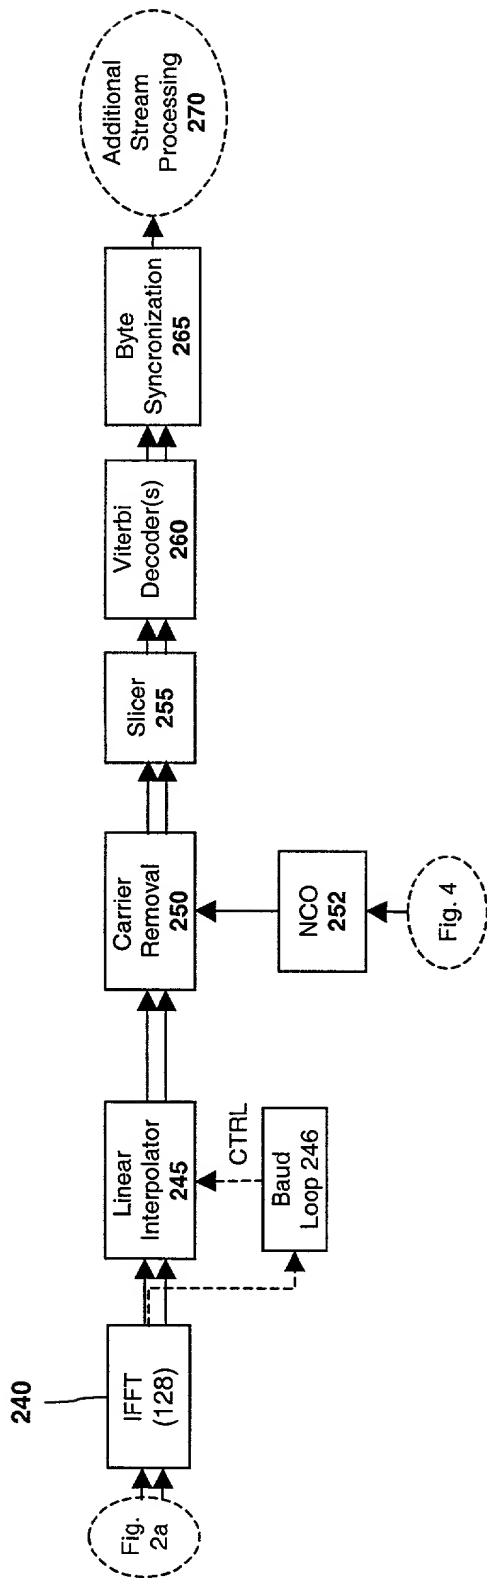 Fig.
2a
240
IFFT
(128)
Linear
Interpolator
245
CTRL
Baud
Loop 246
Carrier
Removal
250
NCO
252
Fig. 4
Slicer
255
Viterbi
Decoder(s)
260
Byte
Syncronization
265
Additional
Stream
Processing
270